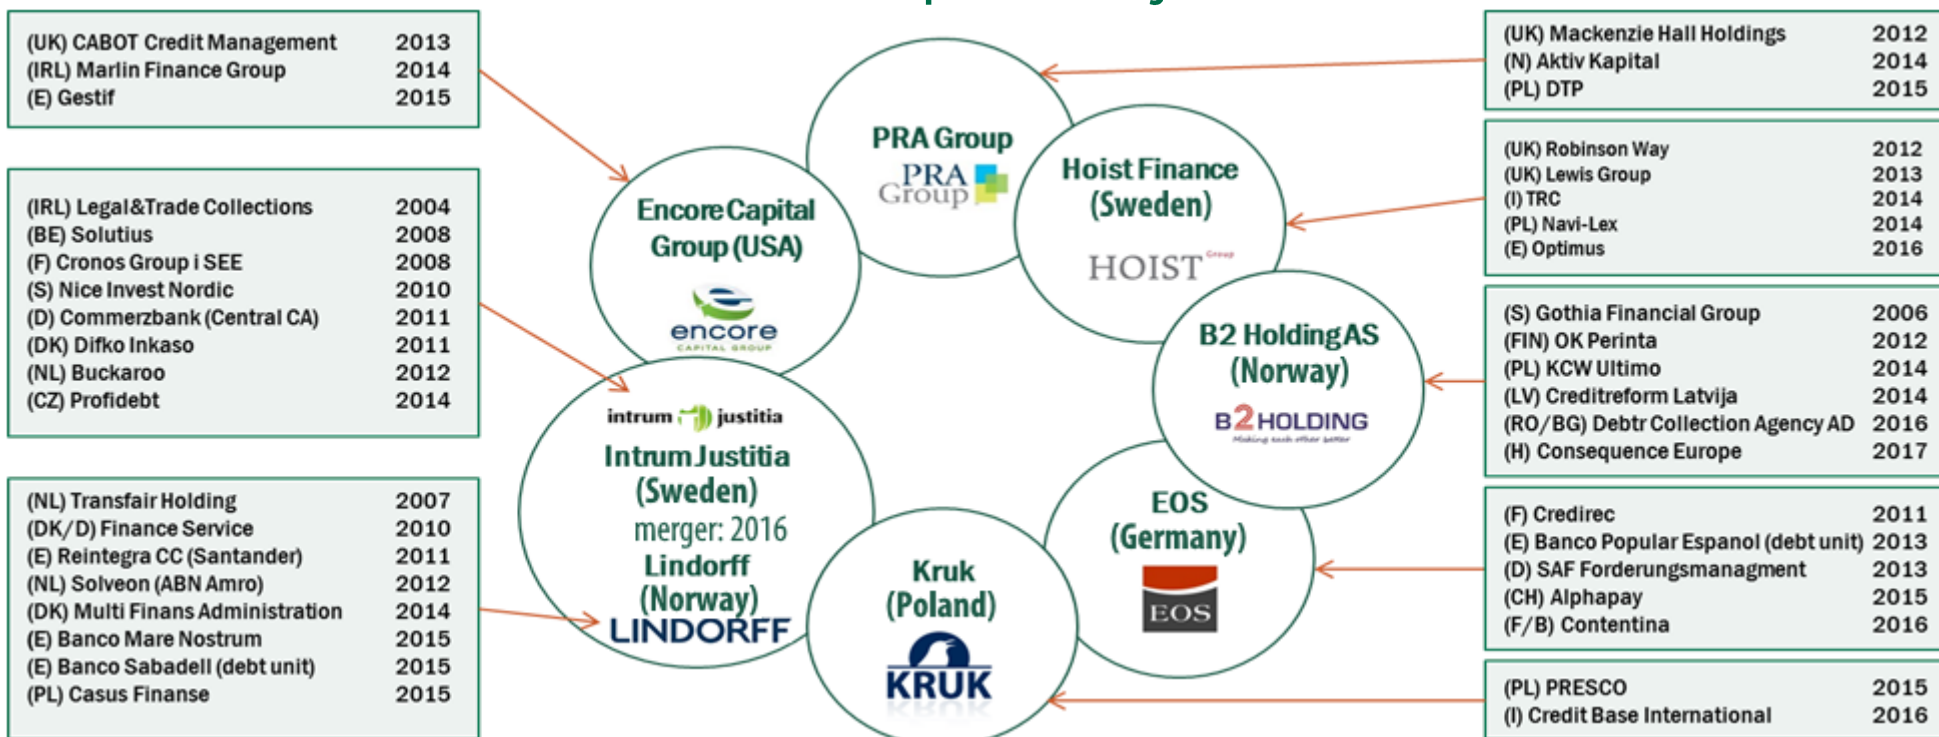 (UK) CABOT Credit Management 2013
(IRL) Marlin Finance Group 2014
(E) Gestif 2015
(IRL) Legal&Trade Collections 2004
(BE) Solutius 2008
(F) Cronos Group i SEE 2008
(S) Nice Invest Nordic 2010
(D) Commerzbank (Central CA) 2011
(DK) Difko Inkaso 2011
(NL) Buckaroo 2012
(CZ) Profidebt 2014
(NL) Transfair Holding 2007
(DK/D) Finance Service 2010
(E) Reintegra CC (Santander) 2011
(NL) Solveon (ABN Amro) 2012
(DK) Multi Finans Administration 2014
(E) Banco Mare Nostrum 2015
(E) Banco Sabadell (debt unit) 2015
(PL) Casus Finanse 2015
Encore Capital
Group (USA)
encore
CAPITAL GROUP
PRA Group
PRA
Group
Hoist Finance
(Sweden)
HOIST Group
B2 Holding AS
(Norway)
B2HOLDING
Making each other better
intrum justitia
Intrum Justitia
(Sweden)
merger: 2016
Lindorff
(Norway)
LINDORFF
Kruk
(Poland)
KRUK
EOS
(Germany)
EOS
(UK) Mackenzie Hall Holdings 2012
(N) Aktiv Kapital 2014
(PL) DTP 2015
(UK) Robinson Way 2012
(UK) Lewis Group 2013
(I) TRC 2014
(PL) Navi-Lex 2014
(E) Optimus 2016
(S) Gothia Financial Group 2006
(FIN) OK Perinta 2012
(PL) KCW Ultimo 2014
(LV) Creditreform Latvija 2014
(RO/BG) Debtr Collection Agency AD 2016
(H) Consequence Europe 2017
(F) Credirec 2011
(E) Banco Popular Espanol (debt unit) 2013
(D) SAF Forderungsmanagment 2013
(CH) Alphapay 2015
(F/B) Contentina 2016
(PL) PRESCO 2015
(I) Credit Base International 2016